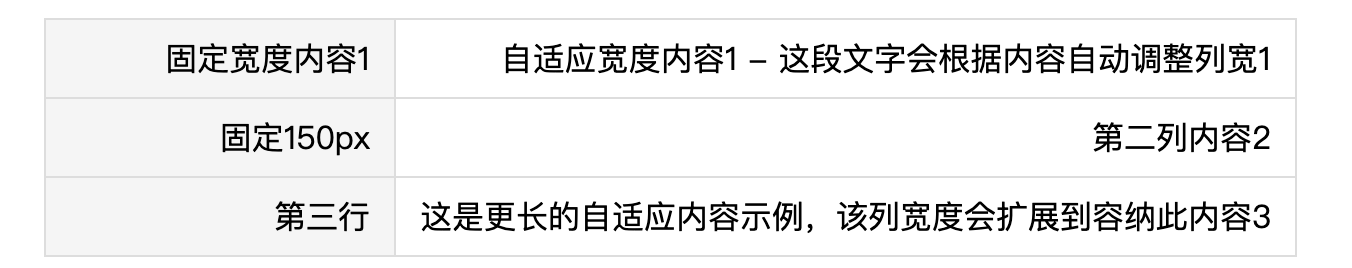 固定宽度内容1 自适应宽度内容1 – 这段文字会根据内容自动调整列宽1
固定150px 第二列内容2
第三行 这是更长的自适应内容示例，该列宽度会扩展到容纳此内容3